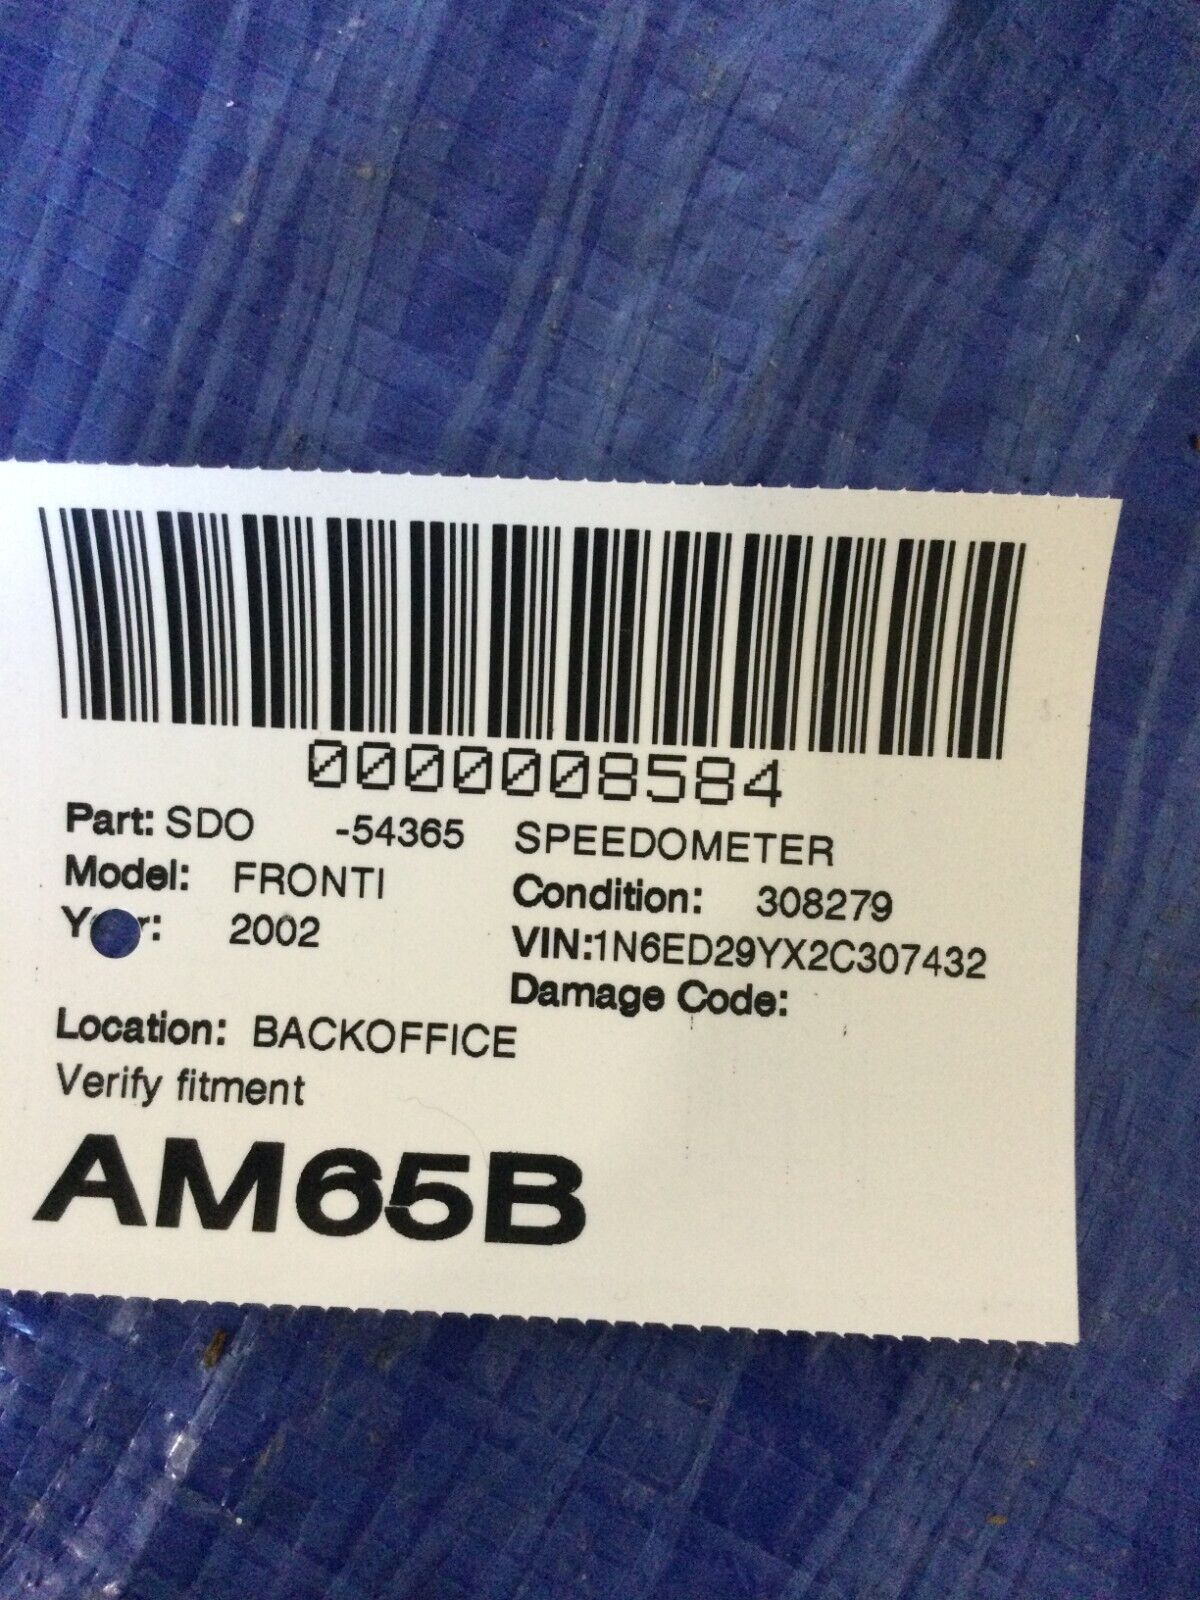 0000008584
Part: SDO -54365 SPEEDOMETER
Model: FRONTI Condition: 308279
Year: 2002 VIN:1N6ED29YX2C307432
Damage Code:
Location: BACKOFFICE
Verify fitment
AM65B